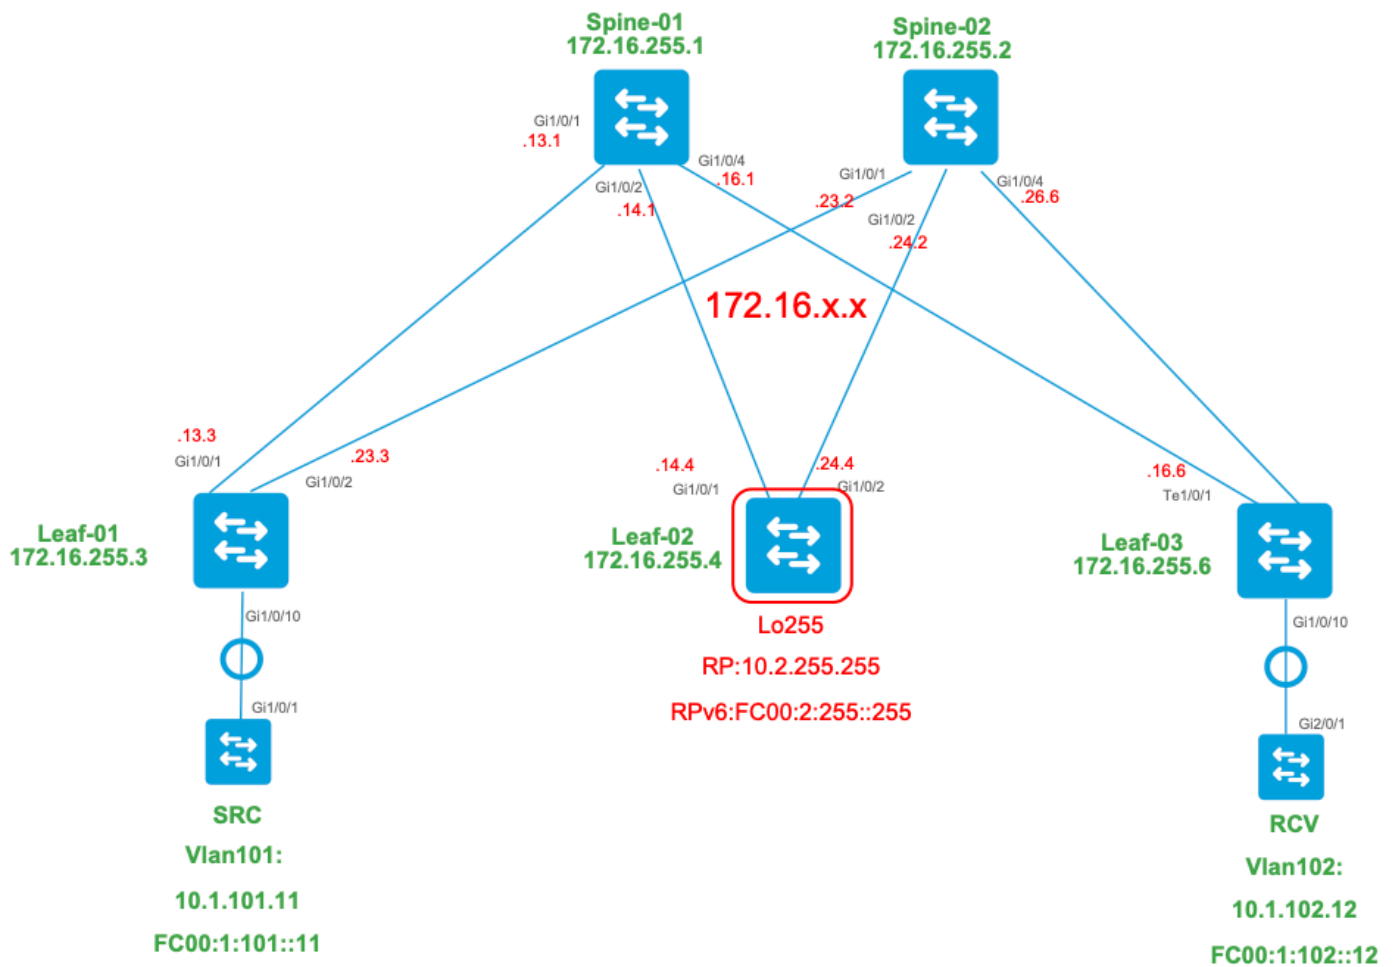 Spine-01
172.16.255.1
Spine-02
172.16.255.2
Gi1/0/1
.13.1
Gi1/0/2
.14.1
Gi1/0/4
.16.1
Gi1/0/1
.23.2
Gi1/0/2
.24.2
Gi1/0/4
.26.6
172.16.x.x
.13.3
Gi1/0/1
.23.3
Gi1/0/2
.14.4
Gi1/0/1
.24.4
Gi1/0/2
.16.6
Te1/0/1
Leaf-01
172.16.255.3
Leaf-02
172.16.255.4
Leaf-03
172.16.255.6
Gi1/0/10
Gi1/0/1
Lo255
RP:10.2.255.255
RPv6:FC00:2:255::255
Gi1/0/10
Gi2/0/1
SRC
Vlan101:
10.1.101.11
FC00:1:101::11
RCV
Vlan102:
10.1.102.12
FC00:1:102::12